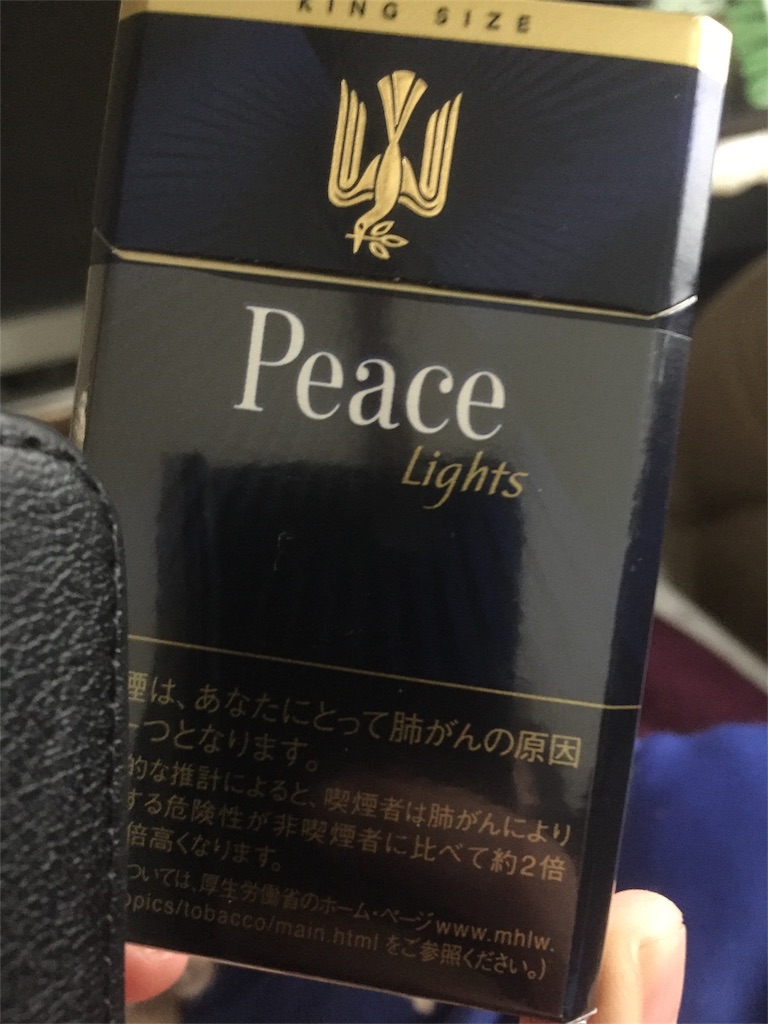 KING SIZE
Peace
Lights
煙は、あなたにとって肺がんの原因
一つとなります。
的な推計によると、喫煙者は肺がんにより
する危険性が非喫煙者に比べて約2倍
倍高くなります。
ついては、厚生労働省のホーム・ページwww.mhlw.
opics/tobacco/main.html をご参照ください。)